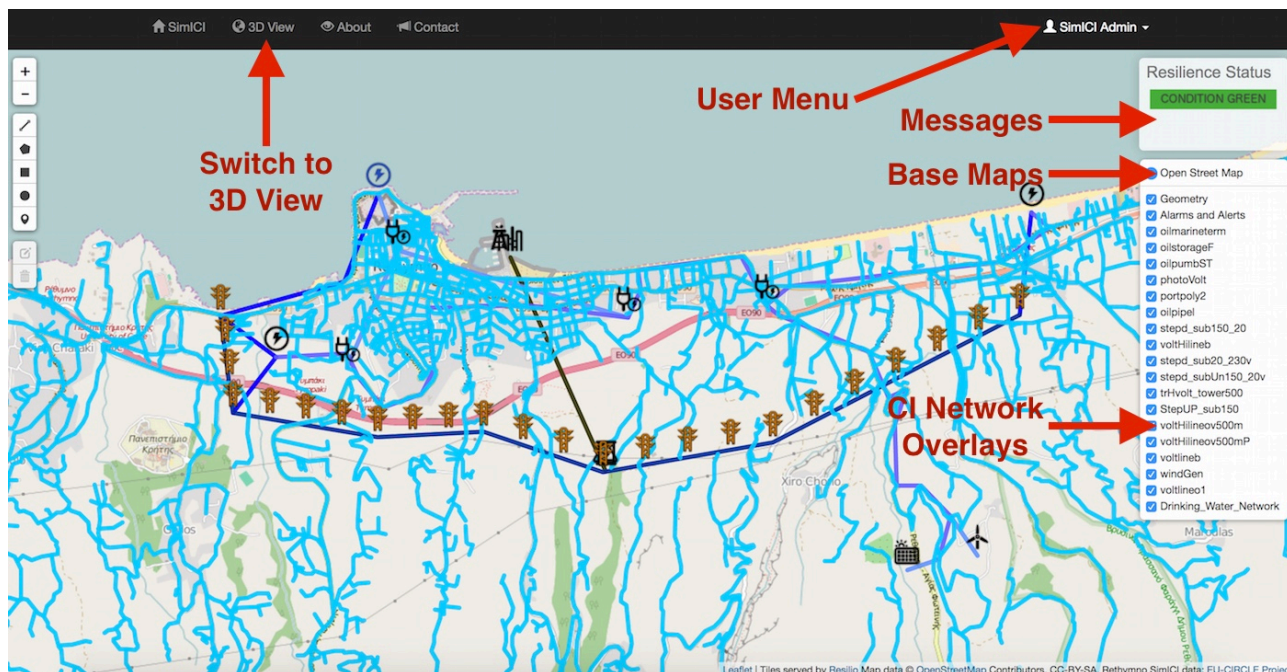 SimICI
3D View
About
Contact
SimICI Admin
+
−
Resilience Status
CONDITION GREEN
User Menu
Messages
Switch to
3D View
Base Maps
Open Street Map
Geometry
Alarms and Alerts
oilmarineterm
oilstorageF
oilpumbST
photoVolt
portpoly2
oilpipel
stepd_sub150_20
voltHilineb
stepd_sub20_230v
stepd_subUn150_20v
trHvolt_tower500
StepUP_sub150
voltHilineov500m
voltHilineov500mP
voltlineb
windGen
voltlineo1
Drinking_Water_Network
CI Network
Overlays
EO90
Πανεπιστήμιο
Κρήτης
Xiro Chorio
Leaflet | Tiles served by Resilio Map data © OpenStreetMap Contributors, CC-BY-SA, Rethymno SimICI data: EU-CIRCLE